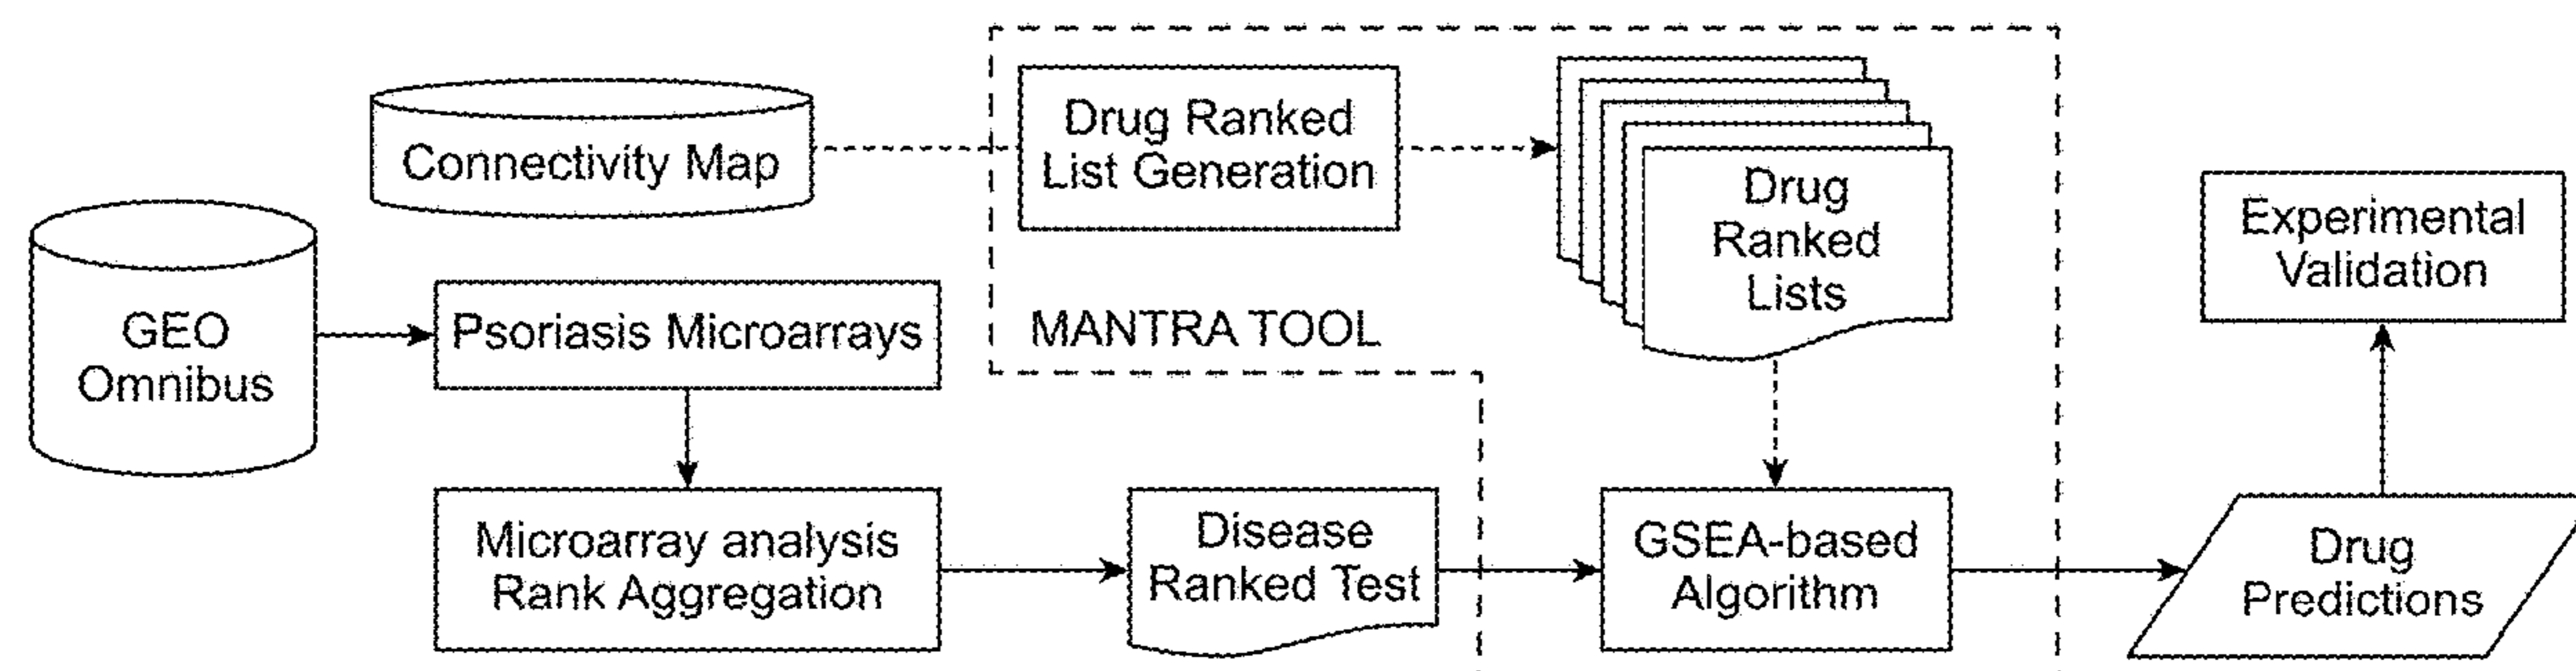 Connectivity Map
Drug Ranked
List Generation
Drug
Ranked
Lists
Experimental
Validation
GEO
Omnibus
Psoriasis Microarrays
MANTRA TOOL
Microarray analysis
Rank Aggregation
Disease
Ranked Test
GSEA-based
Algorithm
Drug
Predictions